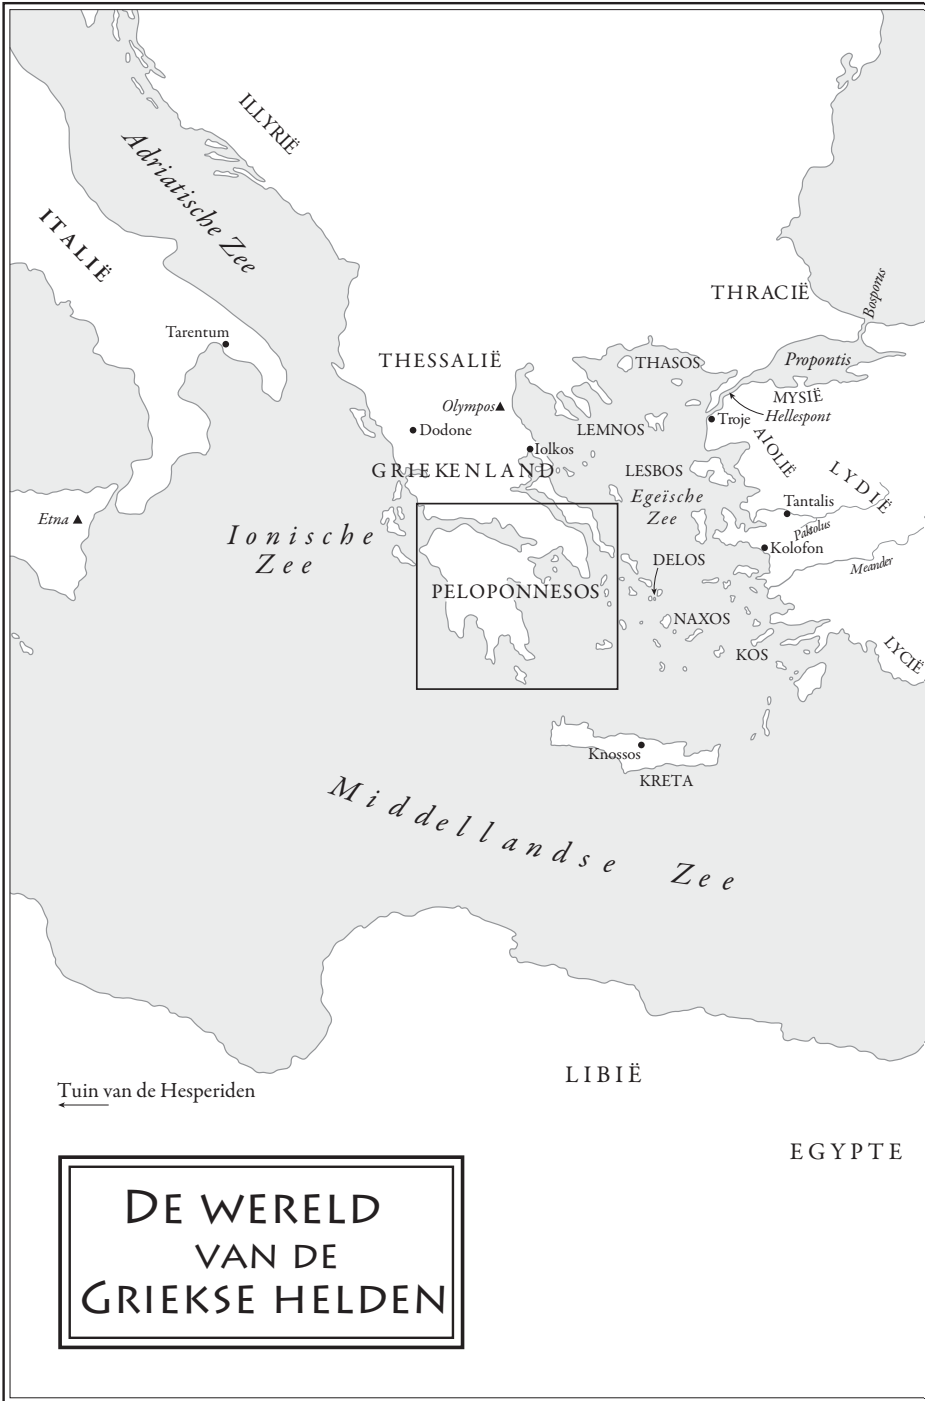 ILLYRIË
Adriatische Zee
ITALIË
THRACIË
Bosporus
Tarentum
THESSALIË
THASOS
Propontis
MYSIË
Hellespont
Olympos
Troje
Dodone
LEMNOS
AIOLIË
Iolkos
GRIEKENLAND
LESBOS
LYDIË
Egeïsche
Zee
Tantalis
Etna
Paktolus
Ionische
Zee
Kolofon
DELOS
Meander
PELOPONNESOS
NAXOS
KOS
LYCIË
Knossos
KRETA
Middellandse Zee
LIBIË
Tuin van de Hesperiden
EGYPTE
DE WERELD
VAN DE
GRIEKSE HELDEN